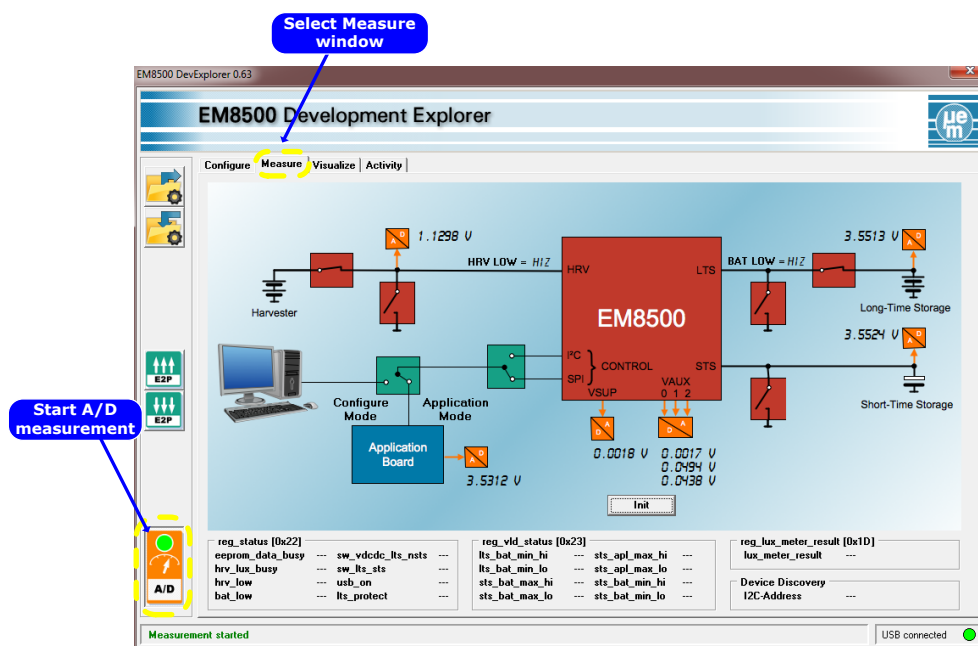 Select Measure
window
EM8500 DevExplorer 0.63
x
EM8500 Development Explorer
μe
m
Configure Measure Visualize Activity
1.1298 V
3.5513 V
HRV LOW = HIZ
HRV
LTS
BAT LOW = HIZ
Harvester
EM8500
Long-Time Storage
3.5524 V
I²C
SPI
CONTROL
STS
VSUP
VAUX
0 1 2
Short-Time Storage
Configure
Mode
Application
Mode
E2P
E2P
Start A/D
measurement
Application
Board
3.5312 V
0.0018 V
0.0017 V
0.0494 V
0.0438 V
Init
A/D
reg_status [0x22]
eeprom_data_busy --- sw_vdcdc_lts_nsts ---
hrv_lux_busy --- sw_lts_sts ---
hrv_low --- usb_on ---
bat_low --- lts_protect ---
reg_vld_status [0x23]
lts_bat_min_hi --- sts_apl_max_hi ---
lts_bat_min_lo --- sts_apl_max_lo ---
sts_bat_max_hi --- sts_bat_min_hi ---
sts_bat_max_lo --- sts_bat_min_lo ---
reg_lux_meter_result [0x1D]
lux_meter_result ---
Device Discovery
I2C-Address ---
Measurement started
USB connected